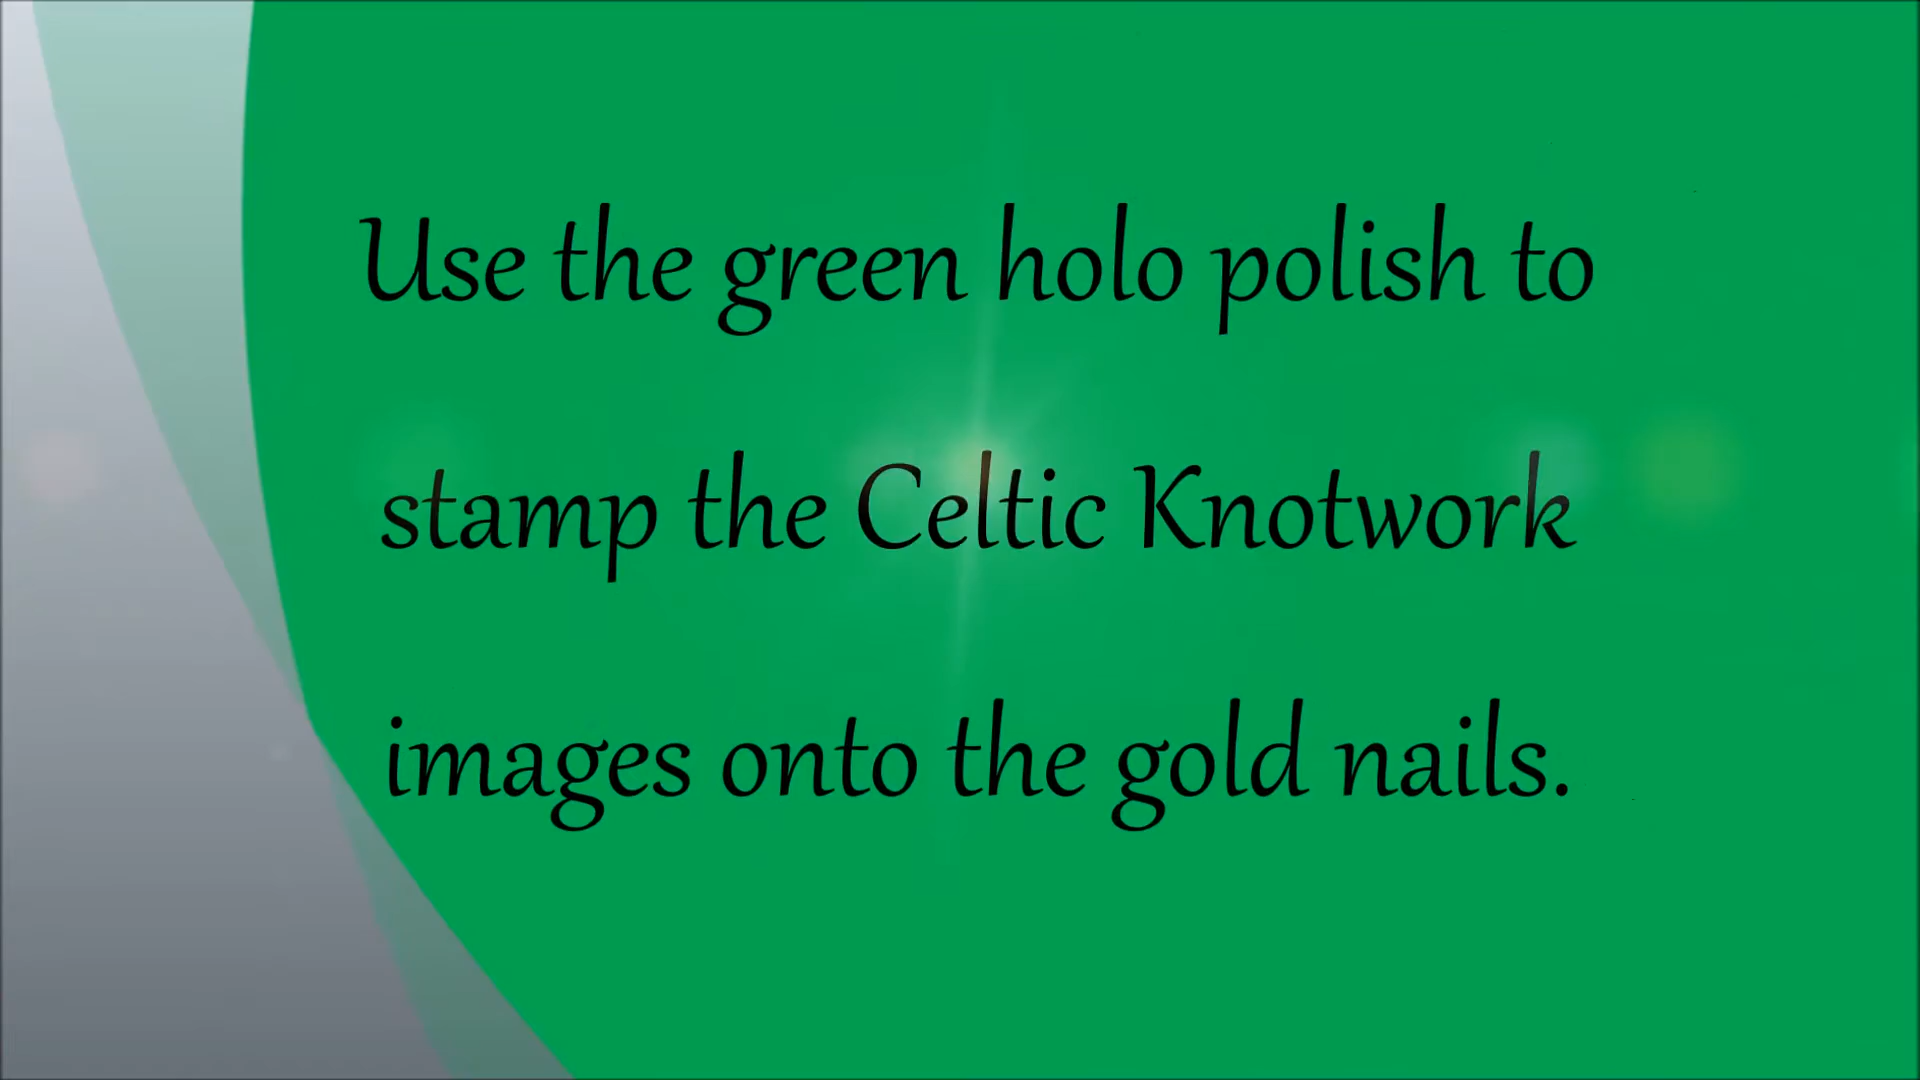 Use the green holo polish to
stamp the Celtic Knotwork
images onto the gold nails.